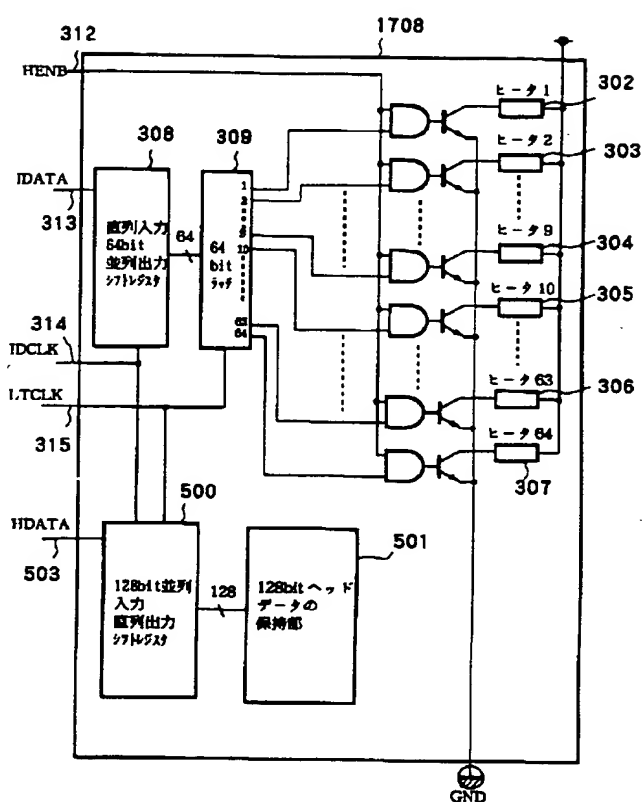 312
1708
HENB
ヒータ1
302
308
309
ヒータ2
303
IDATA
313
直列入力
64bit
並列出力
シフトレジスタ
64
1
2
9
10
63
64
64
bit
ラッチ
ヒータ9
304
ヒータ10
305
314
IDCLK
LTCLK
315
ヒータ63
306
ヒータ64
307
HDATA
503
500
128bit並列
入力
直列出力
シフトレジスタ
128
501
128bitヘッド
データの
保持部
GND